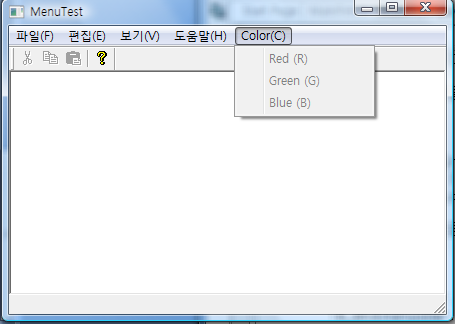 MenuTest
파일(F) 편집(E) 보기(V) 도움말(H) Color(C)
Red (R)
Green (G)
Blue (B)